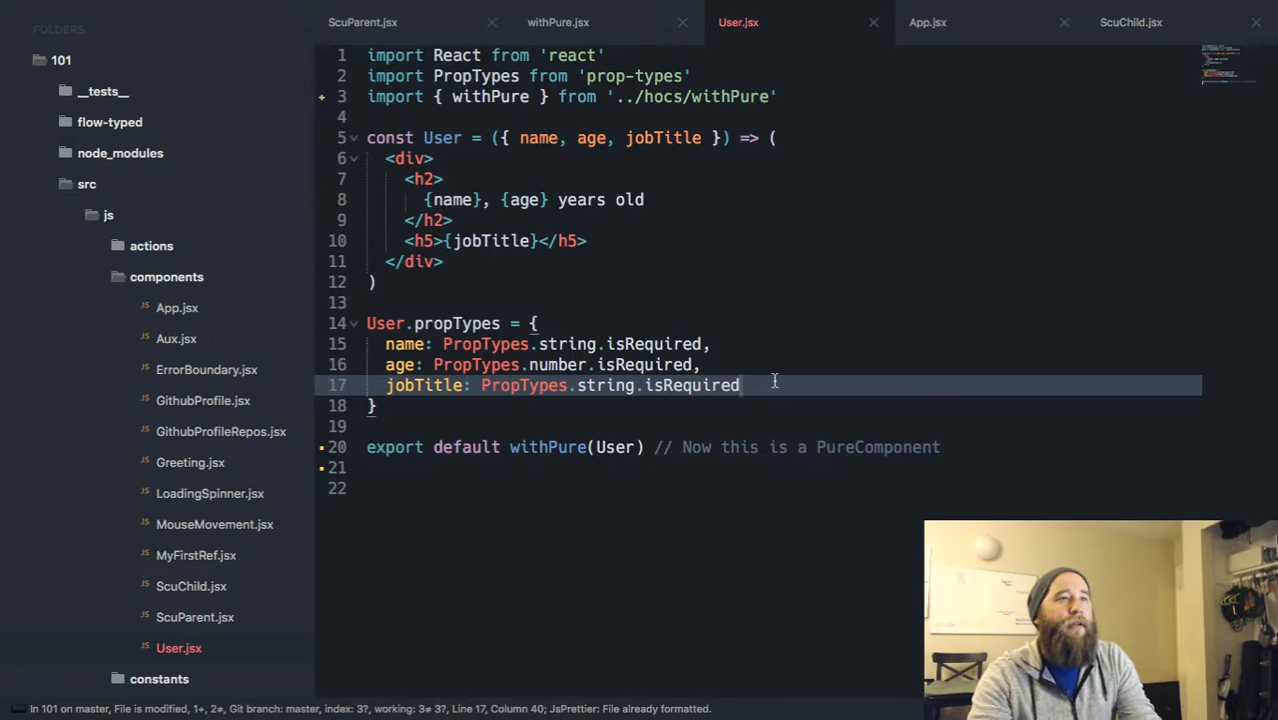 FOLDERS
101
__tests__
flow-typed
node_modules
src
js
actions
components
App.jsx
Aux.jsx
ErrorBoundary.jsx
GithubProfile.jsx
GithubProfileRepos.jsx
Greeting.jsx
LoadingSpinner.jsx
MouseMovement.jsx
MyFirstRef.jsx
ScuChild.jsx
ScuParent.jsx
User.jsx
constants
ScuParent.jsx × withPure.jsx × User.jsx × App.jsx × ScuChild.jsx ×
1 import React from 'react'
2 import PropTypes from 'prop-types'
+ 3 import { withPure } from '../hocs/withPure'
4
5 const User = ({ name, age, jobTitle }) => (
6 <div>
7 <h2>
8 {name}, {age} years old
9 </h2>
10 <h5>{jobTitle}</h5>
11 </div>
12 )
13
14 User.propTypes = {
15 name: PropTypes.string.isRequired,
16 age: PropTypes.number.isRequired,
17 jobTitle: PropTypes.string.isRequired
18 }
19
20 export default withPure(User) // Now this is a PureComponent
21
22
In 101 on master, File is modified, 1+, 2≠, Git branch: master, index: 3?, working: 3≠ 3?, Line 17, Column 40; JsPrettier: File already formatted.